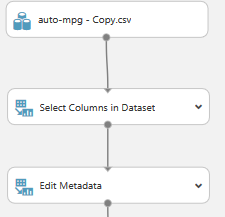 auto-mpg - Copy.csv
Select Columns in Dataset
Edit Metadata